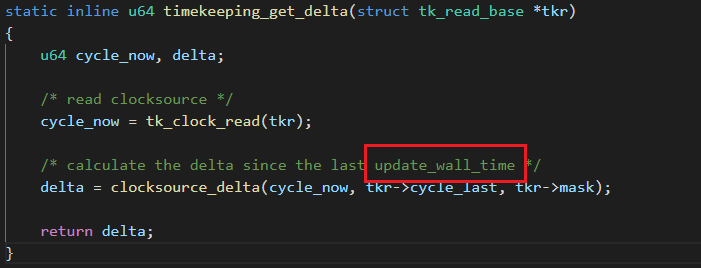 static inline u64 timekeeping_get_delta(struct tk_read_base *tkr)
{
u64 cycle_now, delta;
/* read clocksource */
cycle_now = tk_clock_read(tkr);
/* calculate the delta since the last update_wall_time */
delta = clocksource_delta(cycle_now, tkr->cycle_last, tkr->mask);
return delta;
}